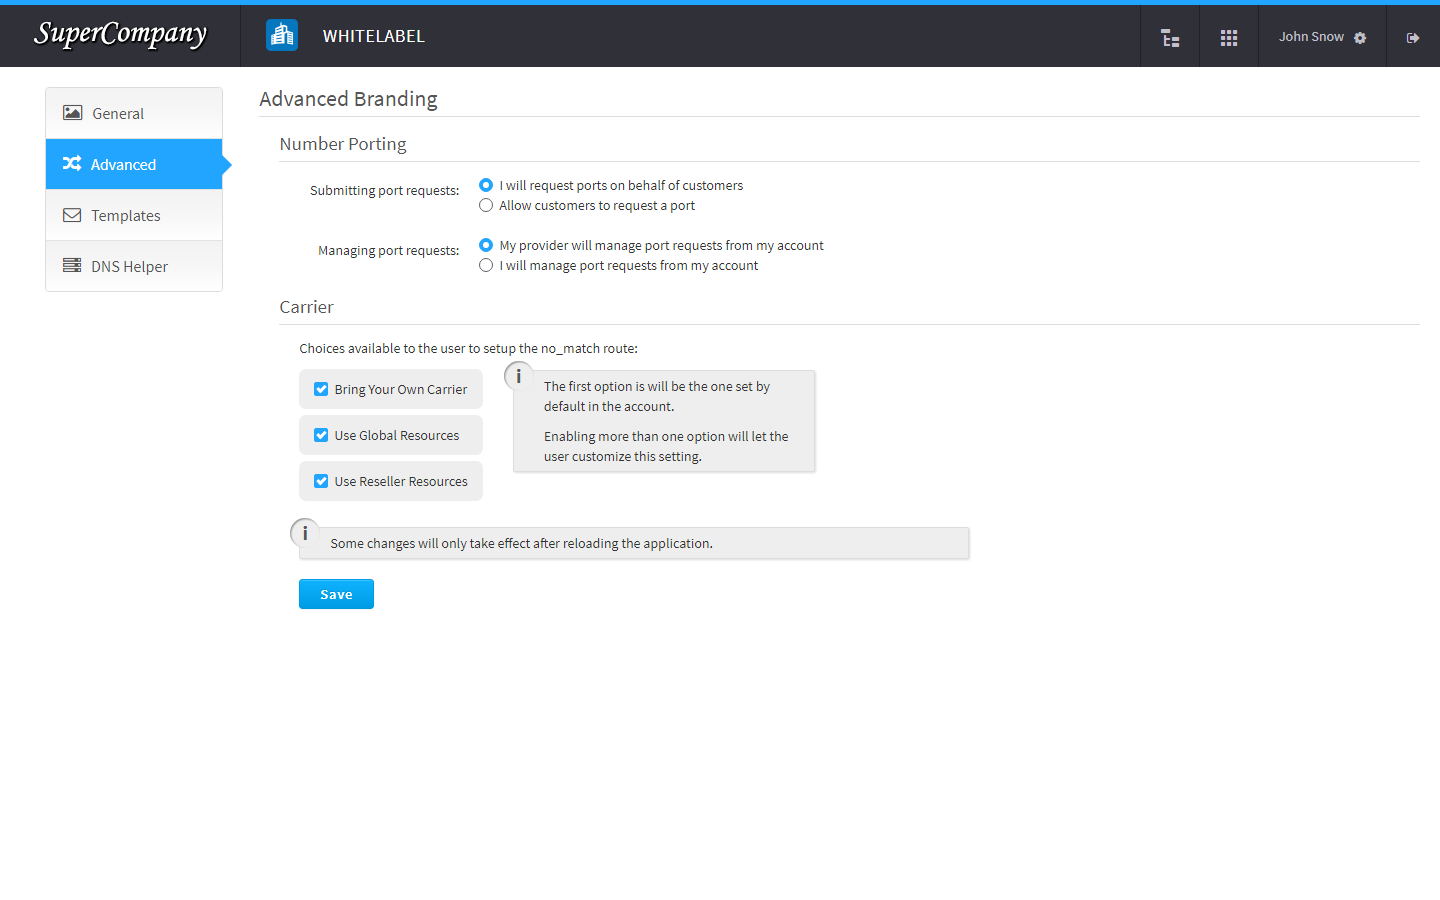 SuperCompany
WHITELABEL
John Snow
General
Advanced
Templates
DNS Helper
Advanced Branding
Number Porting
Submitting port requests:
I will request ports on behalf of customers
Allow customers to request a port
Managing port requests:
My provider will manage port requests from my account
I will manage port requests from my account
Carrier
Choices available to the user to setup the no_match route:
Bring Your Own Carrier
Use Global Resources
Use Reseller Resources
i
The first option is will be the one set by
default in the account.
Enabling more than one option will let the
user customize this setting.
i
Some changes will only take effect after reloading the application.
Save